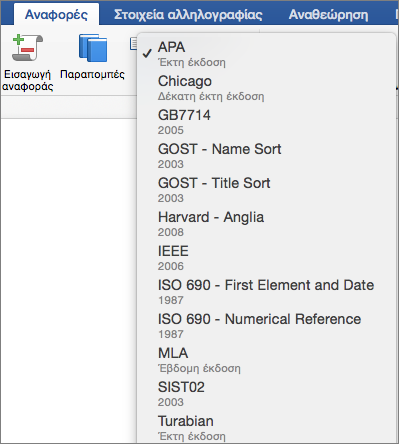 Αναφορές Στοιχεία αλληλογραφίας Αναθεώρηση
Εισαγωγή αναφοράς
Παραπομπές
✓ APA
Έκτη έκδοση
Chicago
Δέκατη έκτη έκδοση
GB7714
2005
GOST - Name Sort
2003
GOST - Title Sort
2003
Harvard - Anglia
2008
IEEE
2006
ISO 690 - First Element and Date
1987
ISO 690 - Numerical Reference
1987
MLA
Έβδομη έκδοση
SIST02
2003
Turabian
Έκτη έκδοση